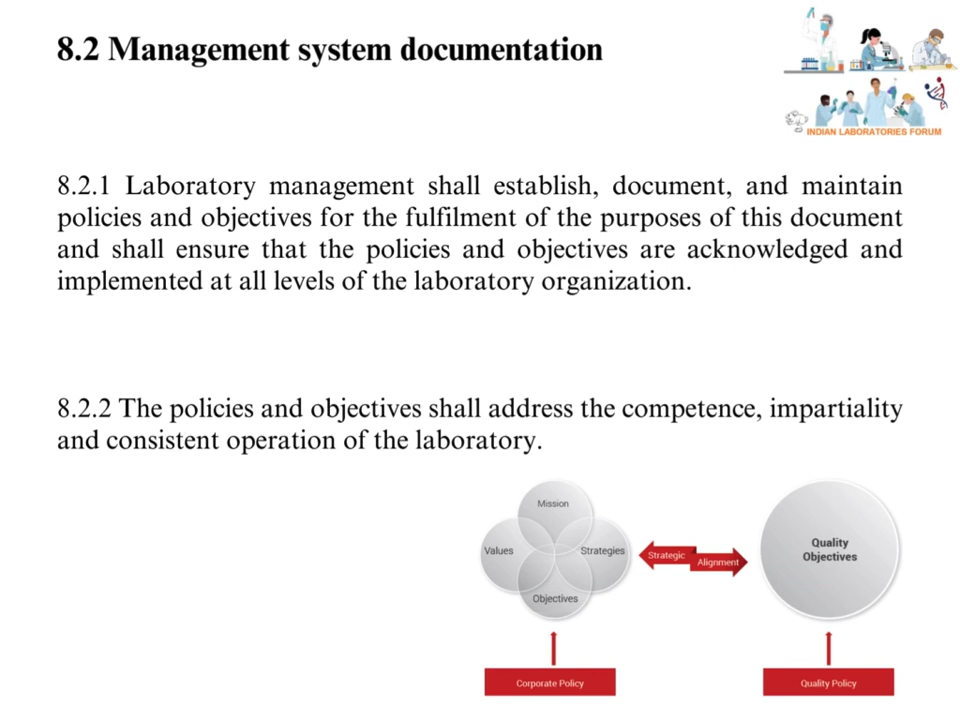 8.2 Management system documentation
INDIAN LABORATORIES FORUM
8.2.1 Laboratory management shall establish, document, and maintain
policies and objectives for the fulfilment of the purposes of this document
and shall ensure that the policies and objectives are acknowledged and
implemented at all levels of the laboratory organization.
8.2.2 The policies and objectives shall address the competence, impartiality
and consistent operation of the laboratory.
Mission
Values
Strategies
Objectives
Strategic
Alignment
Quality
Objectives
Corporate Policy
Quality Policy